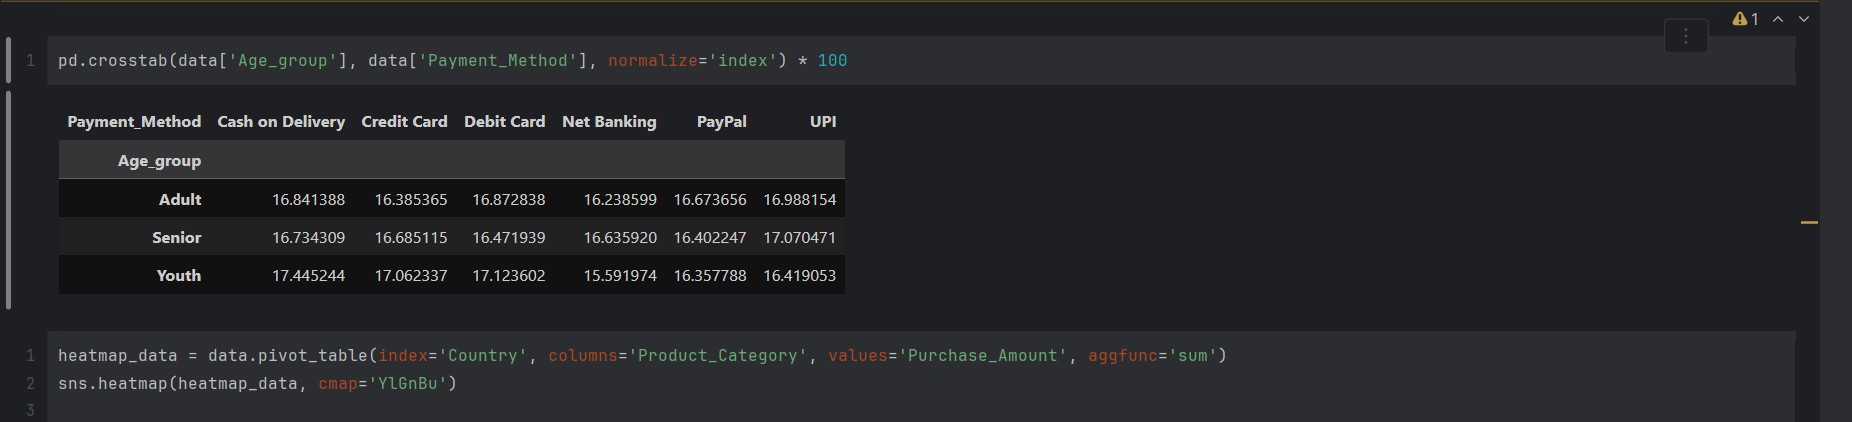 1
1 pd.crosstab(data['Age_group'], data['Payment_Method'], normalize='index') * 100
Payment_Method Cash on Delivery Credit Card Debit Card Net Banking PayPal UPI
Age_group
Adult 16.841388 16.385365 16.872838 16.238599 16.673656 16.988154
Senior 16.734309 16.685115 16.471939 16.635920 16.402247 17.070471
Youth 17.445244 17.062337 17.123602 15.591974 16.357788 16.419053
1 heatmap_data = data.pivot_table(index='Country', columns='Product_Category', values='Purchase_Amount', aggfunc='sum')
2 sns.heatmap(heatmap_data, cmap='YlGnBu')
3